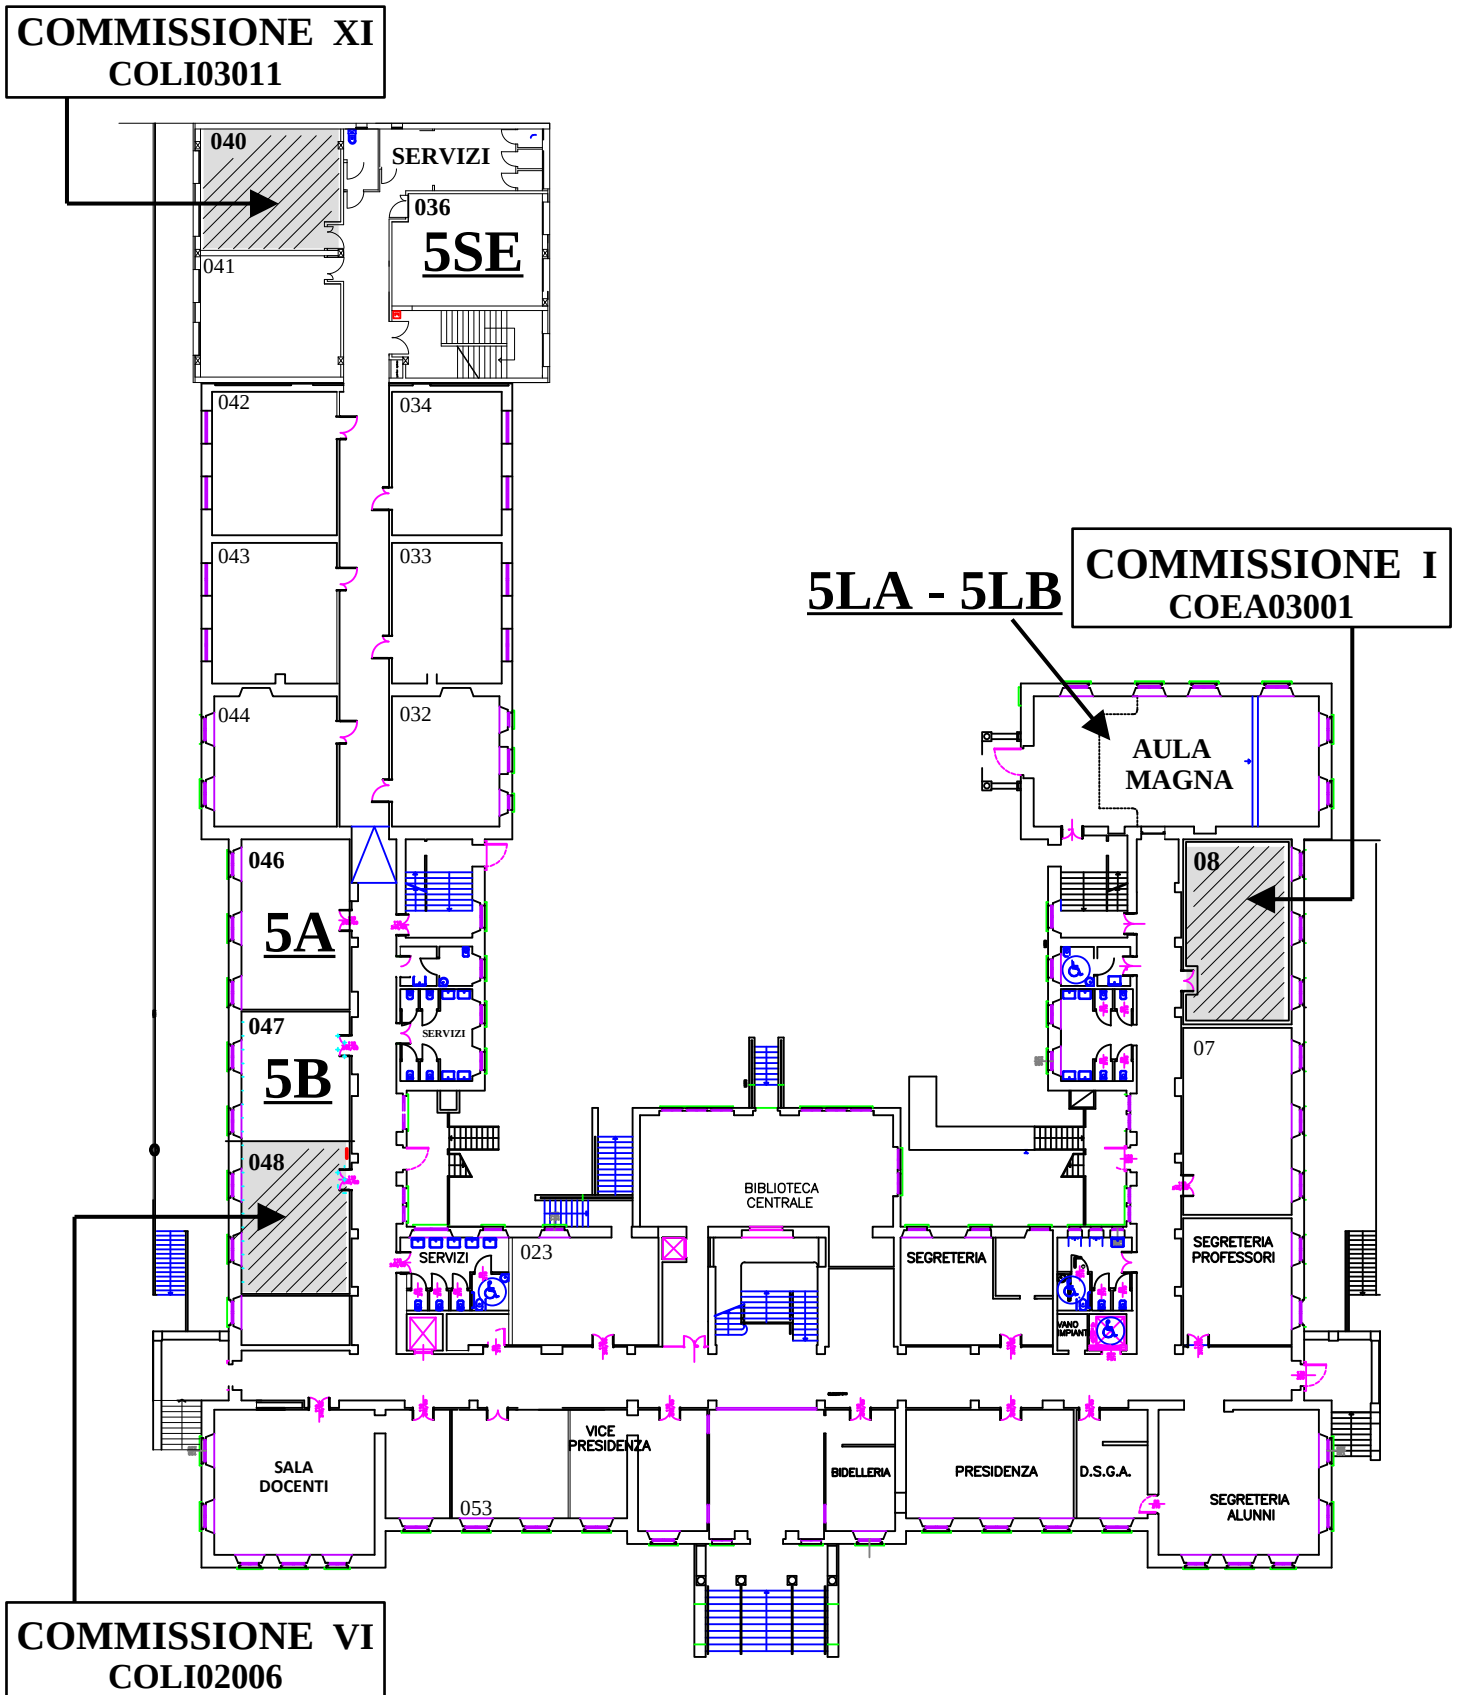 COMMISSIONE XI
COLI03011
040
SERVIZI
036
5SE
041
042
034
043
033
5LA - 5LB
COMMISSIONE I
COEA03001
044
032
AULA
MAGNA
046
5A
08
047
5B
SERVIZI
07
048
BIBLIOTECA
CENTRALE
SERVIZI
023
SEGRETERIA
SEGRETERIA
PROFESSORI
VANO
IMPIANTI
VICE
PRESIDENZA
SALA
DOCENTI
053
BIDELLERIA
PRESIDENZA
D.S.G.A.
SEGRETERIA
ALUNNI
COMMISSIONE VI
COLI02006